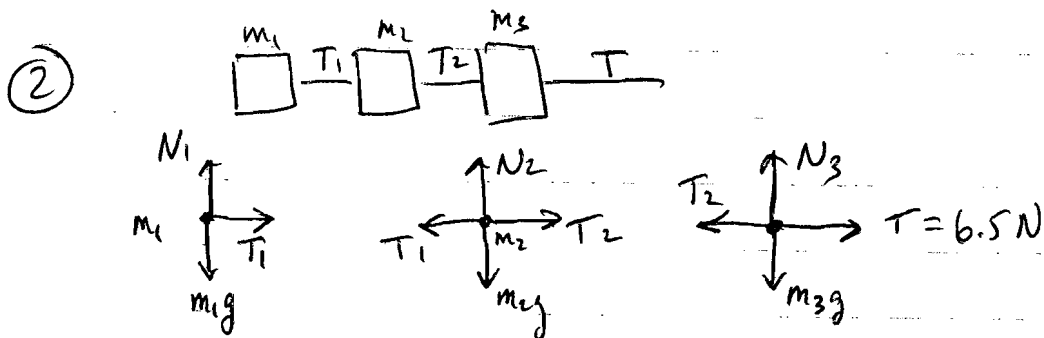 ②
m₁ T₁ m₂ T₂ m₃ T
N₁ N₂ N₃
m₁ T₁ T₁ m₂ T₂ T₂ T = 6.5 N
m₁g m₂g m₃g